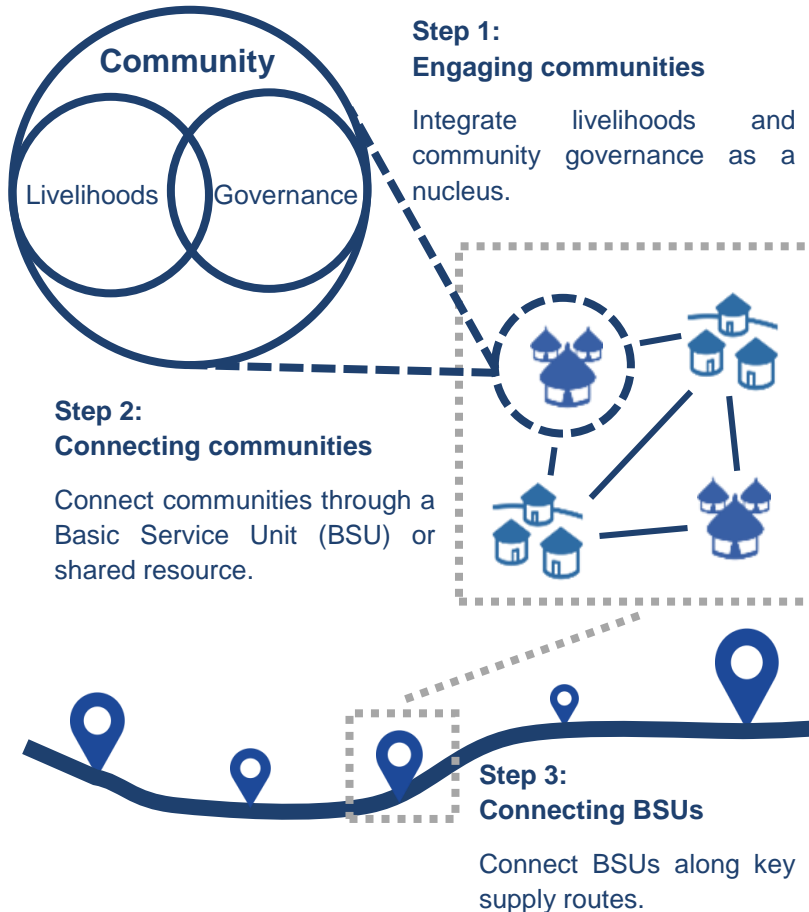 Community
Livelihoods
Governance
Step 1:
Engaging communities
Integrate livelihoods and
community governance as a
nucleus.
Step 2:
Connecting communities
Connect communities through a
Basic Service Unit (BSU) or
shared resource.
Step 3:
Connecting BSUs
Connect BSUs along key
supply routes.